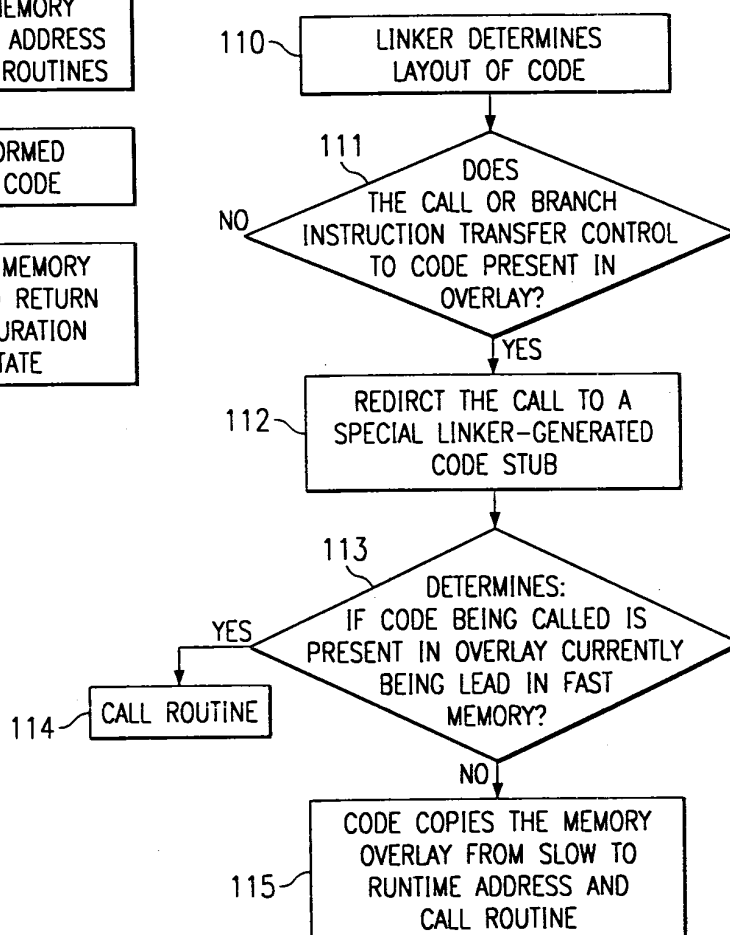 EMORY
ADDRESS
ROUTINES
ORMED
CODE
MEMORY
RETURN
URATION
TATE
110
LINKER DETERMINES
LAYOUT OF CODE
111
DOES
THE CALL OR BRANCH
INSTRUCTION TRANSFER CONTROL
TO CODE PRESENT IN
OVERLAY?
NO
YES
112
REDIRCT THE CALL TO A
SPECIAL LINKER-GENERATED
CODE STUB
113
DETERMINES:
IF CODE BEING CALLED IS
PRESENT IN OVERLAY CURRENTLY
BEING LEAD IN FAST
MEMORY?
YES
114
CALL ROUTINE
NO
115
CODE COPIES THE MEMORY
OVERLAY FROM SLOW TO
RUNTIME ADDRESS AND
CALL ROUTINE